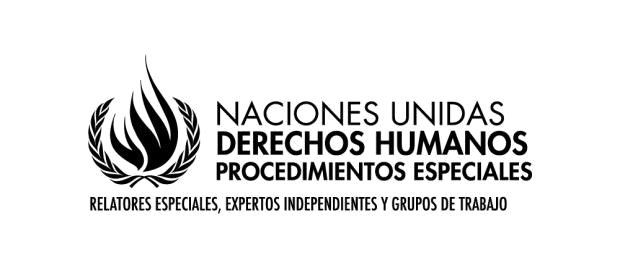 NACIONES UNIDAS
DERECHOS HUMANOS
PROCEDIMIENTOS ESPECIALES
RELATORES ESPECIALES, EXPERTOS INDEPENDIENTES Y GRUPOS DE TRABAJO